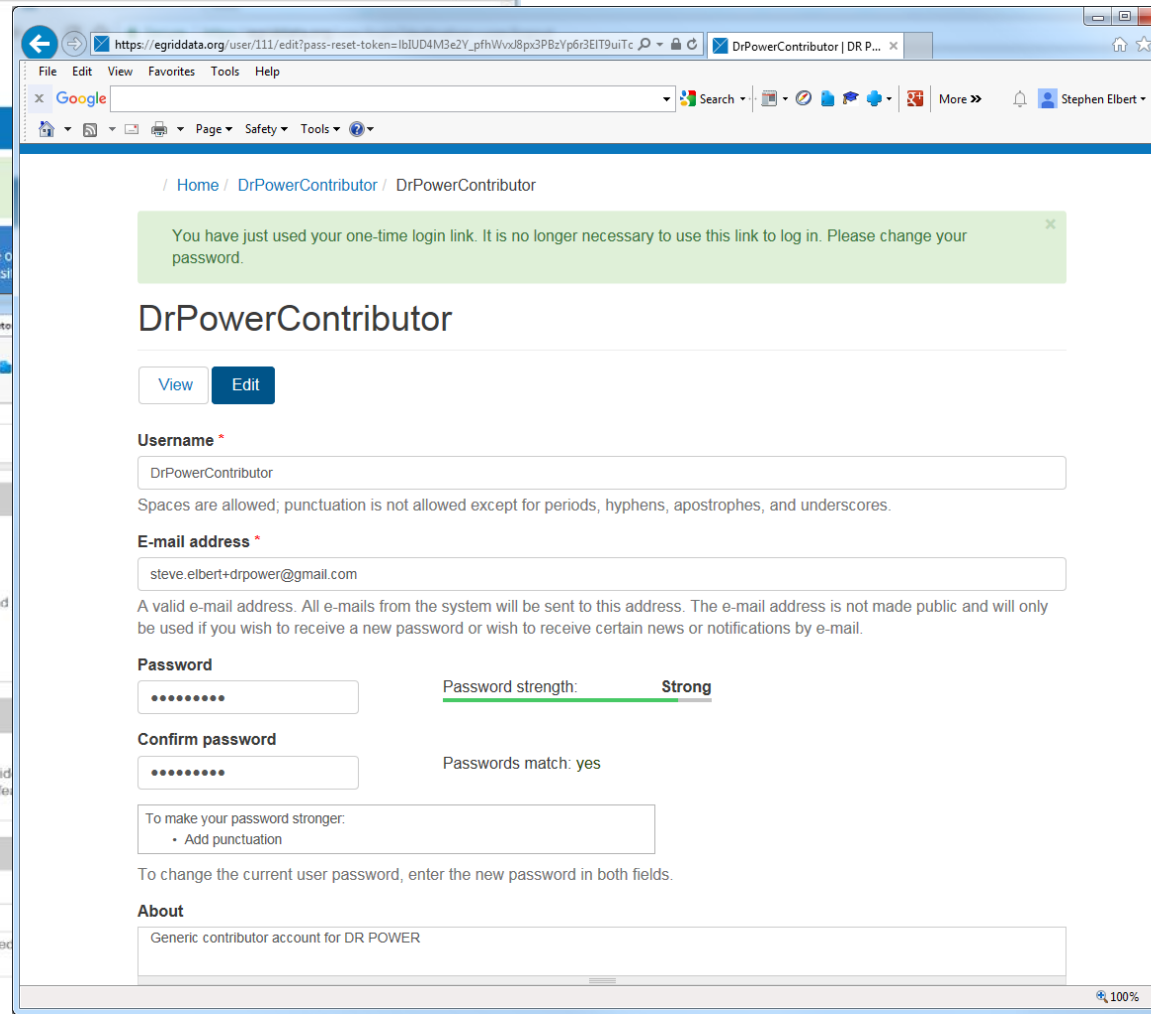 https://egriddata.org/user/111/edit?pass-reset-token=
DrPowerContributor | DR P...
File Edit View Favorites Tools Help
x Google Search More »
Stephen Elbert
Page Safety Tools
/ Home / DrPowerContributor / DrPowerContributor
You have just used your one-time login link. It is no longer necessary to use this link to log in. Please change your
password.
×
DrPowerContributor
View Edit
Username *
DrPowerContributor
Spaces are allowed; punctuation is not allowed except for periods, hyphens, apostrophes, and underscores.
E-mail address *
steve.elbert+drpower@gmail.com
A valid e-mail address. All e-mails from the system will be sent to this address. The e-mail address is not made public and will only
be used if you wish to receive a new password or wish to receive certain news or notifications by e-mail.
Password
Password strength: Strong
Confirm password
Passwords match: yes
To make your password stronger:
• Add punctuation
To change the current user password, enter the new password in both fields.
About
Generic contributor account for DR POWER
100%